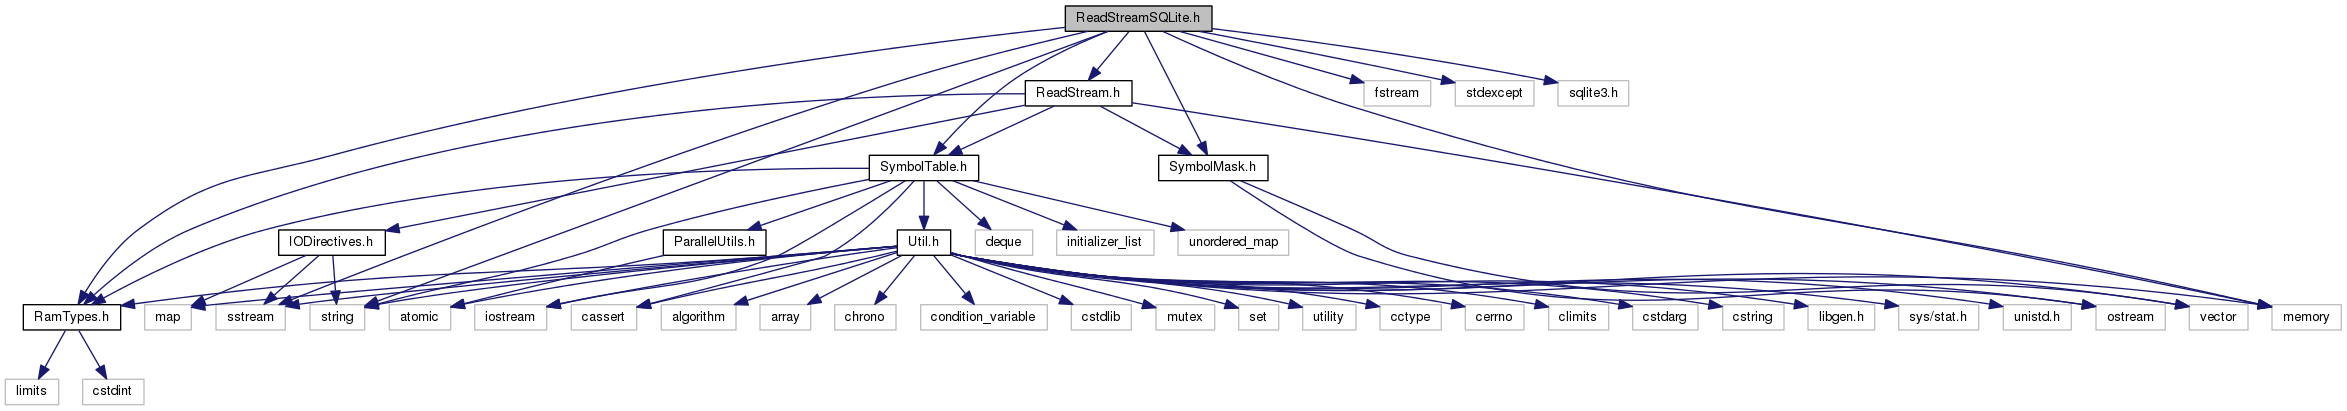 ReadStreamSQLite.h
ReadStream.h
fstream
stdexcept
sqlite3.h
SymbolTable.h
SymbolMask.h
IODirectives.h
ParallelUtils.h
Util.h
deque
initializer_list
unordered_map
RamTypes.h
map
sstream
string
atomic
iostream
cassert
algorithm
array
chrono
condition_variable
cstdlib
mutex
set
utility
cctype
cerrno
climits
cstdarg
cstring
libgen.h
sys/stat.h
unistd.h
ostream
vector
memory
limits
cstdint